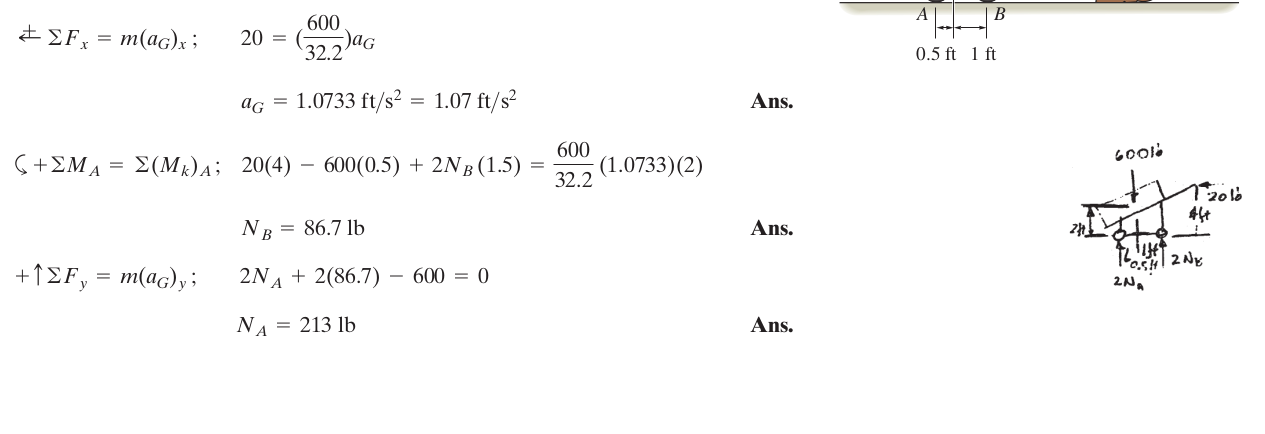 A B
0.5 ft 1 ft
⭅+ ΣFₓ = m(a_G)ₓ; 20 = (600/32.2)a_G
a_G = 1.0733 ft/s² = 1.07 ft/s² Ans.
⤹+ΣM_A = Σ(M_k)_A; 20(4) − 600(0.5) + 2N_B(1.5) = 600/32.2 (1.0733)(2)
N_B = 86.7 lb Ans.
+↑ΣF_y = m(a_G)_y; 2N_A + 2(86.7) − 600 = 0
N_A = 213 lb Ans.
600lb
20 lb
4ft
2ft
1ft
0.5ft
2N_B
2N_a